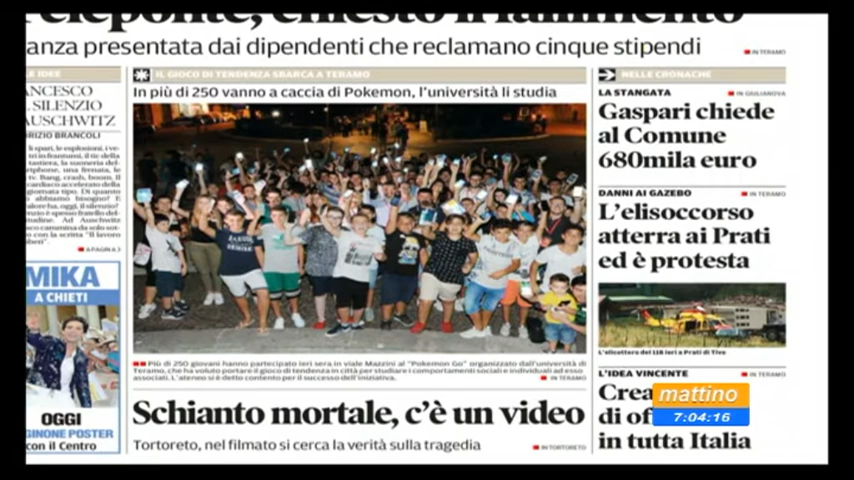 chiesto il fallimento
anza presentata dai dipendenti che reclamano cinque stipendi
IN TERAMO
LE IDEE
ANCESCO
SILENZIO
AUSCHWITZ
RIZIO BRANCOLI
A PAGINA 3
MIKA
A CHIETI
OGGI
GINONE POSTER
con il Centro
IL GIOCO DI TENDENZA SBARCA A TERAMO
In più di 250 vanno a caccia di Pokemon, l'università li studia
Più di 250 giovani hanno partecipato ieri sera in viale Mazzini al "Pokemon Go" organizzato dall'università di
Teramo, che ha voluto portare il gioco di tendenza in città per studiare i comportamenti sociali e individuali ad esso
associati. L'ateneo si è detto contento per il successo dell'iniziativa.
IN TERAMO
Schianto mortale, c'è un video
Tortoreto, nel filmato si cerca la verità sulla tragedia
IN TORTORETO
NELLE CRONACHE
LA STANGATA
IN GIULIANOVA
Gaspari chiede
al Comune
680mila euro
DANNI AI GAZEBO
IN TERAMO
L'elisoccorso
atterra ai Prati
ed è protesta
L'elicottero del 118 ieri a Prati di Tivo
L'IDEA VINCENTE
IN TERAMO
Crea
di of
in tutta Italia
mattino
7:04:16